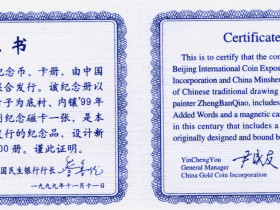 书
纪念币、卡册、由中国
联合发行。该纪念册以
子为底衬、内镶'99年
制纪念磁卡一张，是本
发行的纪念品，设计新
00册。谨此证明。
国民生银行行长
一九九九年十一月十一日
Certificate
This is to certify that the com
Beijing International Coin Expos
Incorporation and China Minshe
of Chinese traditional drawing
painter ZhengBanQiao, includes
Added Words and a magnetic ca
in this century that includes a
originally designed and bound b
YinChengYou
General Manager
China Gold Coin Incorporation